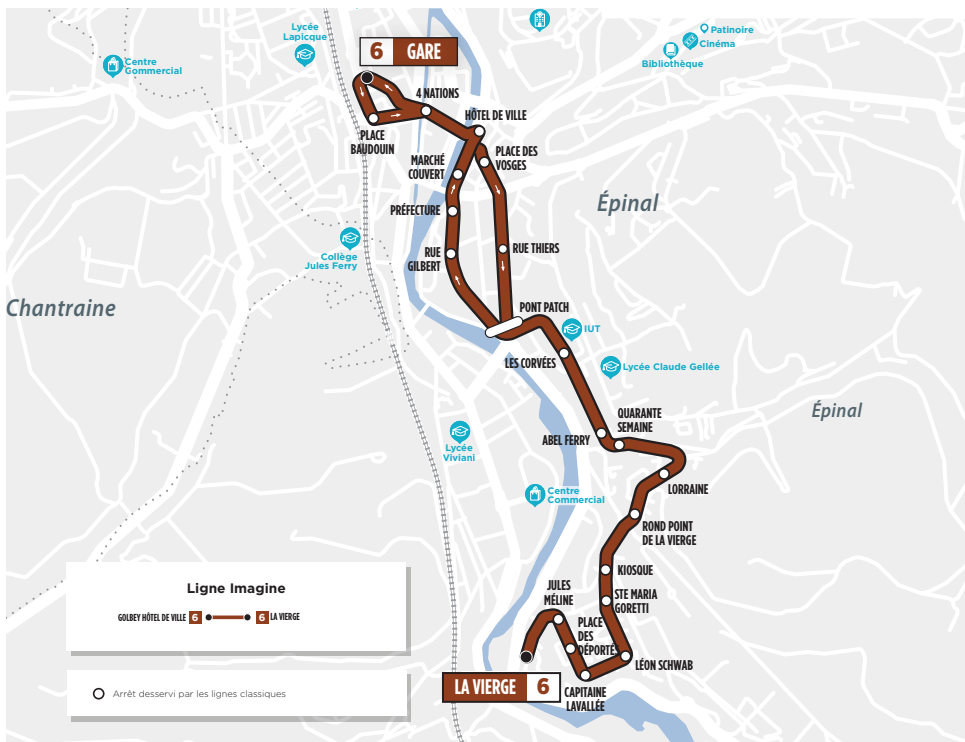 Lycée
Lapicque
Patinoire
Cinéma
Bibliothèque
Centre
Commercial
6 GARE
4 NATIONS
HÔTEL DE VILLE
PLACE
BAUDOUIN
PLACE DES
VOSGES
MARCHÉ
COUVERT
Épinal
PRÉFECTURE
Collège
Jules Ferry
RUE
GILBERT
RUE THIERS
Chantraine
PONT PATCH
IUT
LES CORVÉES
Lycée Claude Gellée
Épinal
QUARANTE
SEMAINE
ABEL FERRY
Lycée
Viviani
LORRAINE
Centre
Commercial
ROND POINT
DE LA VIERGE
KIOSQUE
JULES
MÉLINE
STE MARIA
GORETTI
PLACE
DES
DÉPORTÉS
LÉON SCHWAB
LA VIERGE 6
CAPITAINE
LAVALLÉE
Ligne Imagine
GOLBEY HÔTEL DE VILLE 6 6 LA VIERGE
Arrêt desservi par les lignes classiques